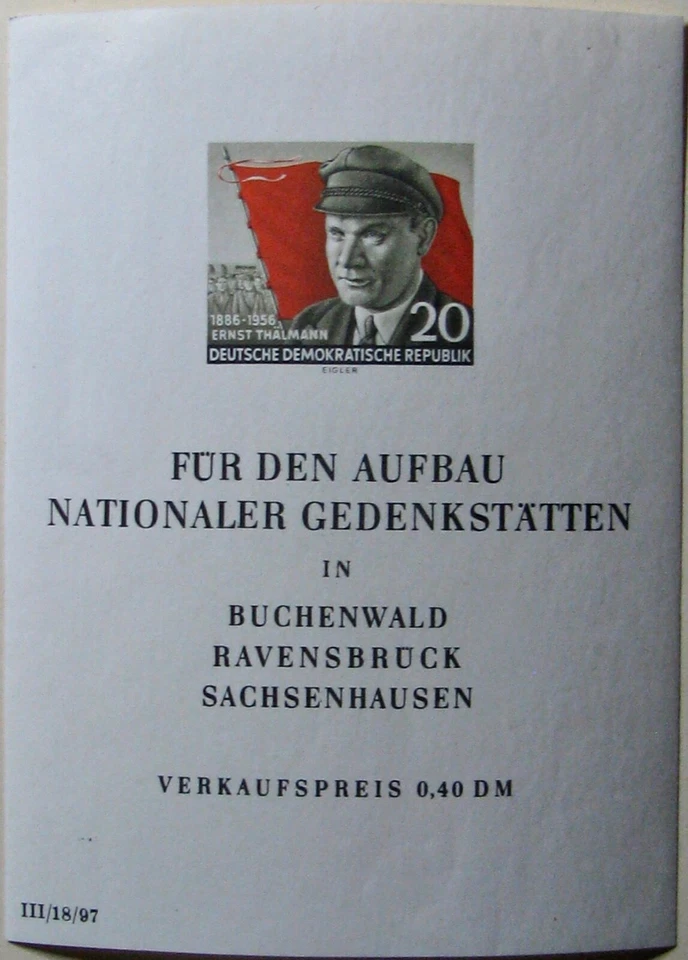 1886-1956
ERNST THÄLMANN
20
DEUTSCHE DEMOKRATISCHE REPUBLIK
EIGLER
FÜR DEN AUFBAU
NATIONALER GEDENKSTÄTTEN
IN
BUCHENWALD
RAVENSBRÜCK
SACHSENHAUSEN
VERKAUFSPREIS 0,40 DM
III/18/97